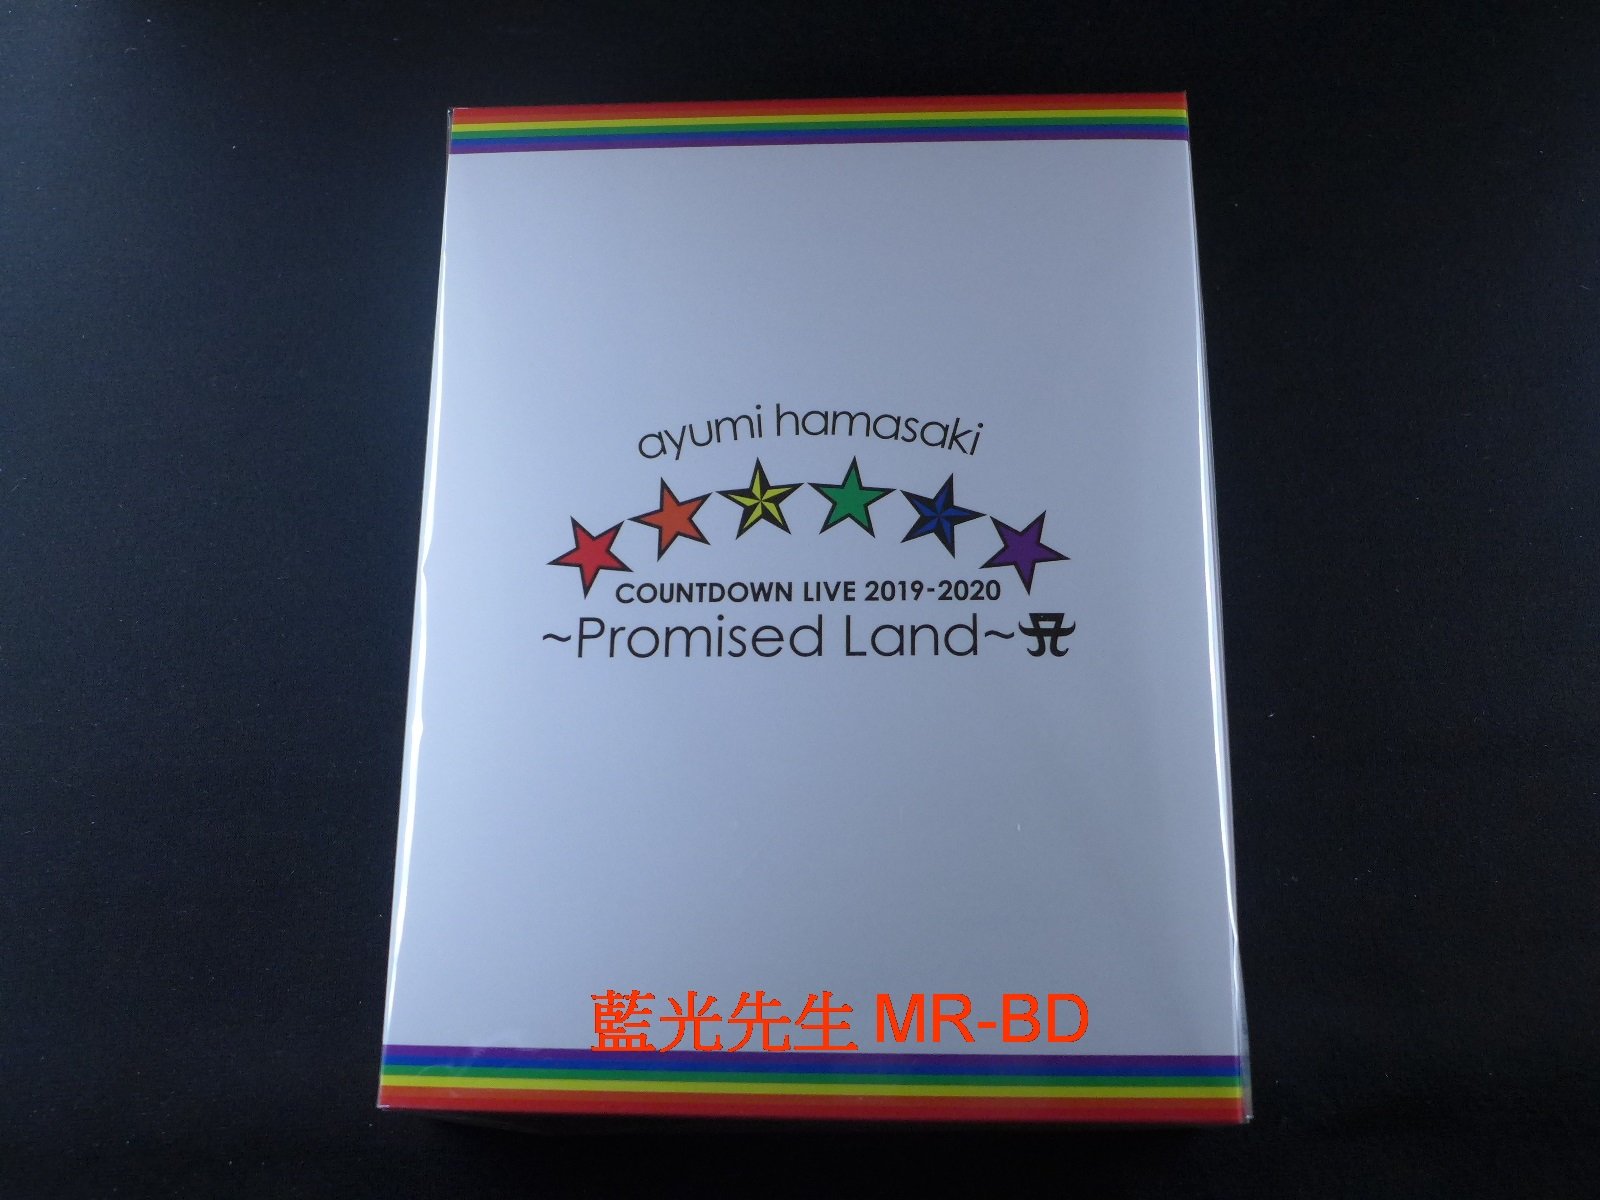 ayumi hamasaki
COUNTDOWN LIVE 2019-2020
~Promised Land~ A
藍光先生 MR-BD